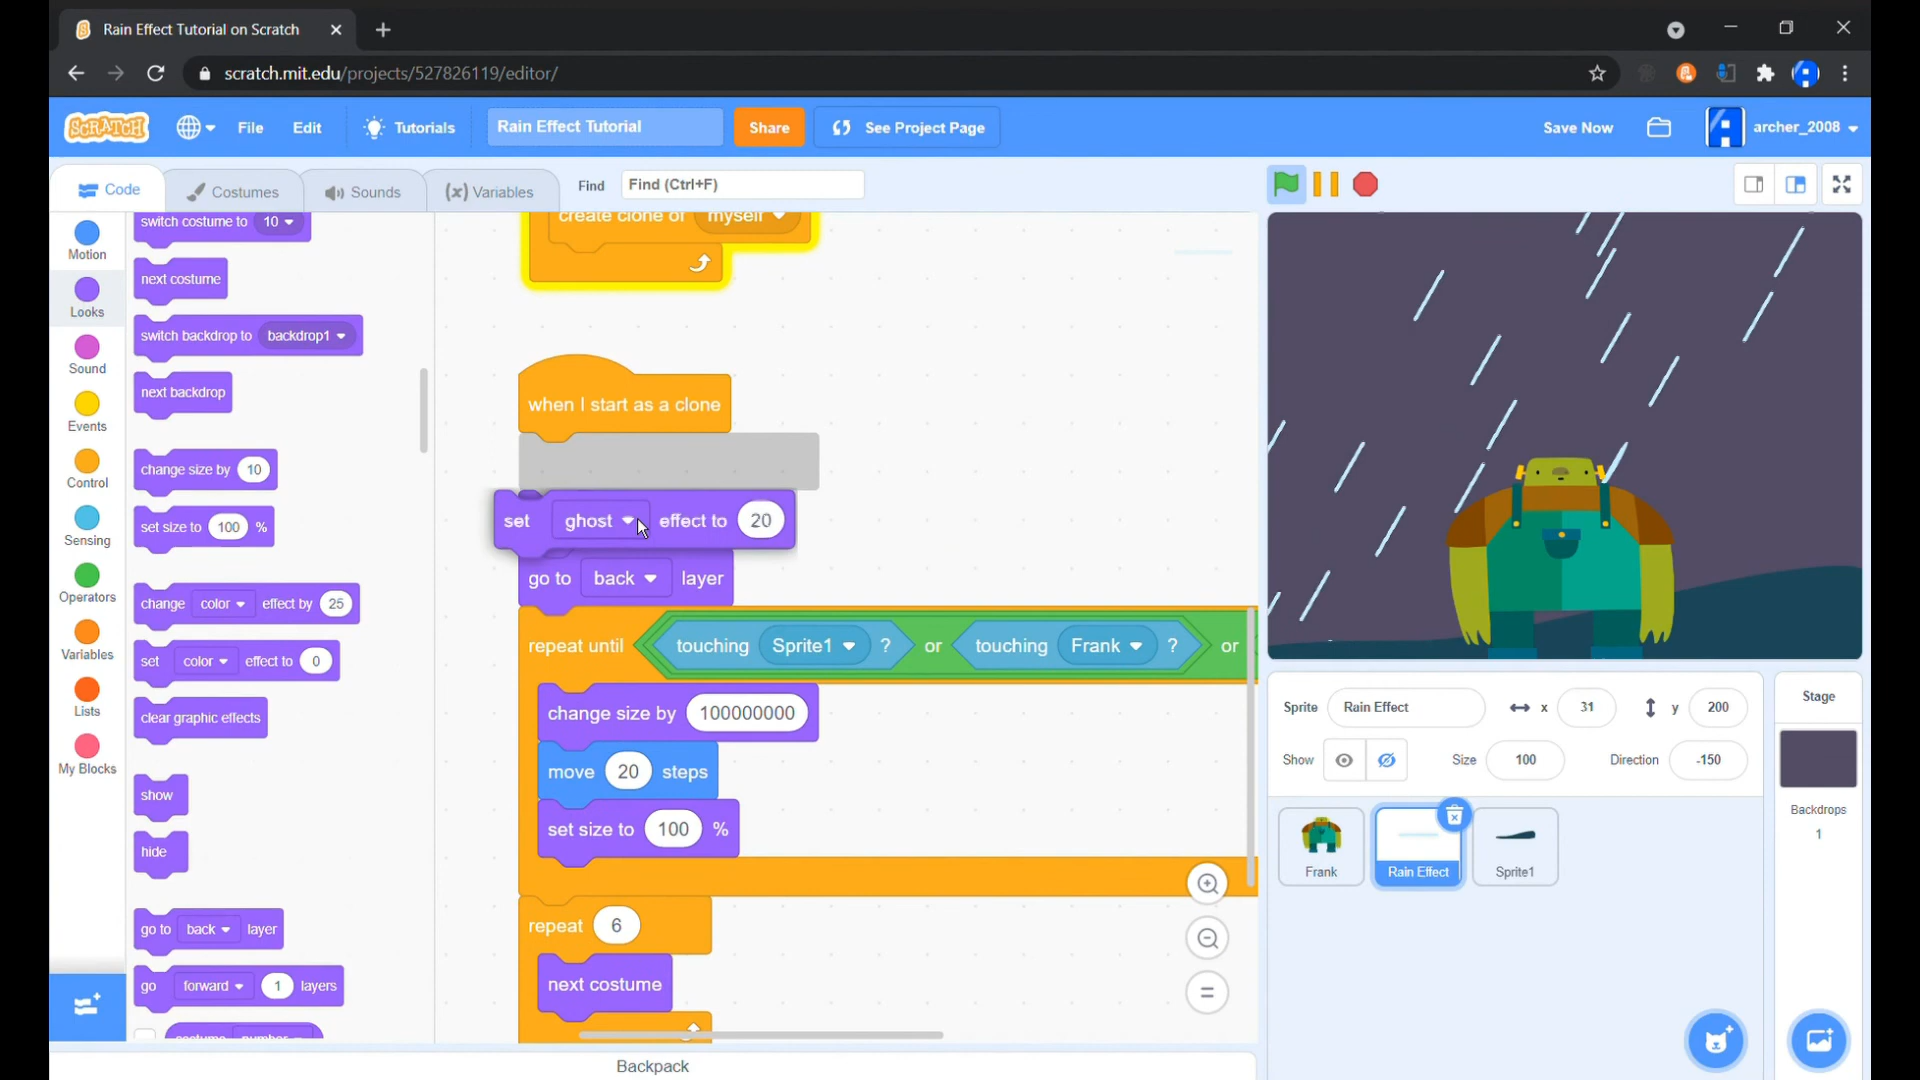 Rain Effect Tutorial on Scratch
scratch.mit.edu/projects/527826119/editor/
SCRATCH
File
Edit
Tutorials
Rain Effect Tutorial
Share
See Project Page
Save Now
archer_2008
Code
Costumes
Sounds
(x) Variables
Find
Find (Ctrl+F)
Motion
Looks
Sound
Events
Control
Sensing
Operators
Variables
Lists
My Blocks
switch costume to 10
next costume
switch backdrop to backdrop1
next backdrop
change size by 10
set size to 100 %
change color effect by 25
set color effect to 0
clear graphic effects
show
hide
go to back layer
go forward 1 layers
create clone of myself
when I start as a clone
set ghost effect to 20
go to back layer
repeat until touching Sprite1 ? or touching Frank ? or
change size by 100000000
move 20 steps
set size to 100 %
repeat 6
next costume
Backpack
Sprite Rain Effect x 31 y 200
Show Size 100 Direction -150
Frank
Rain Effect
Sprite1
Stage
Backdrops
1